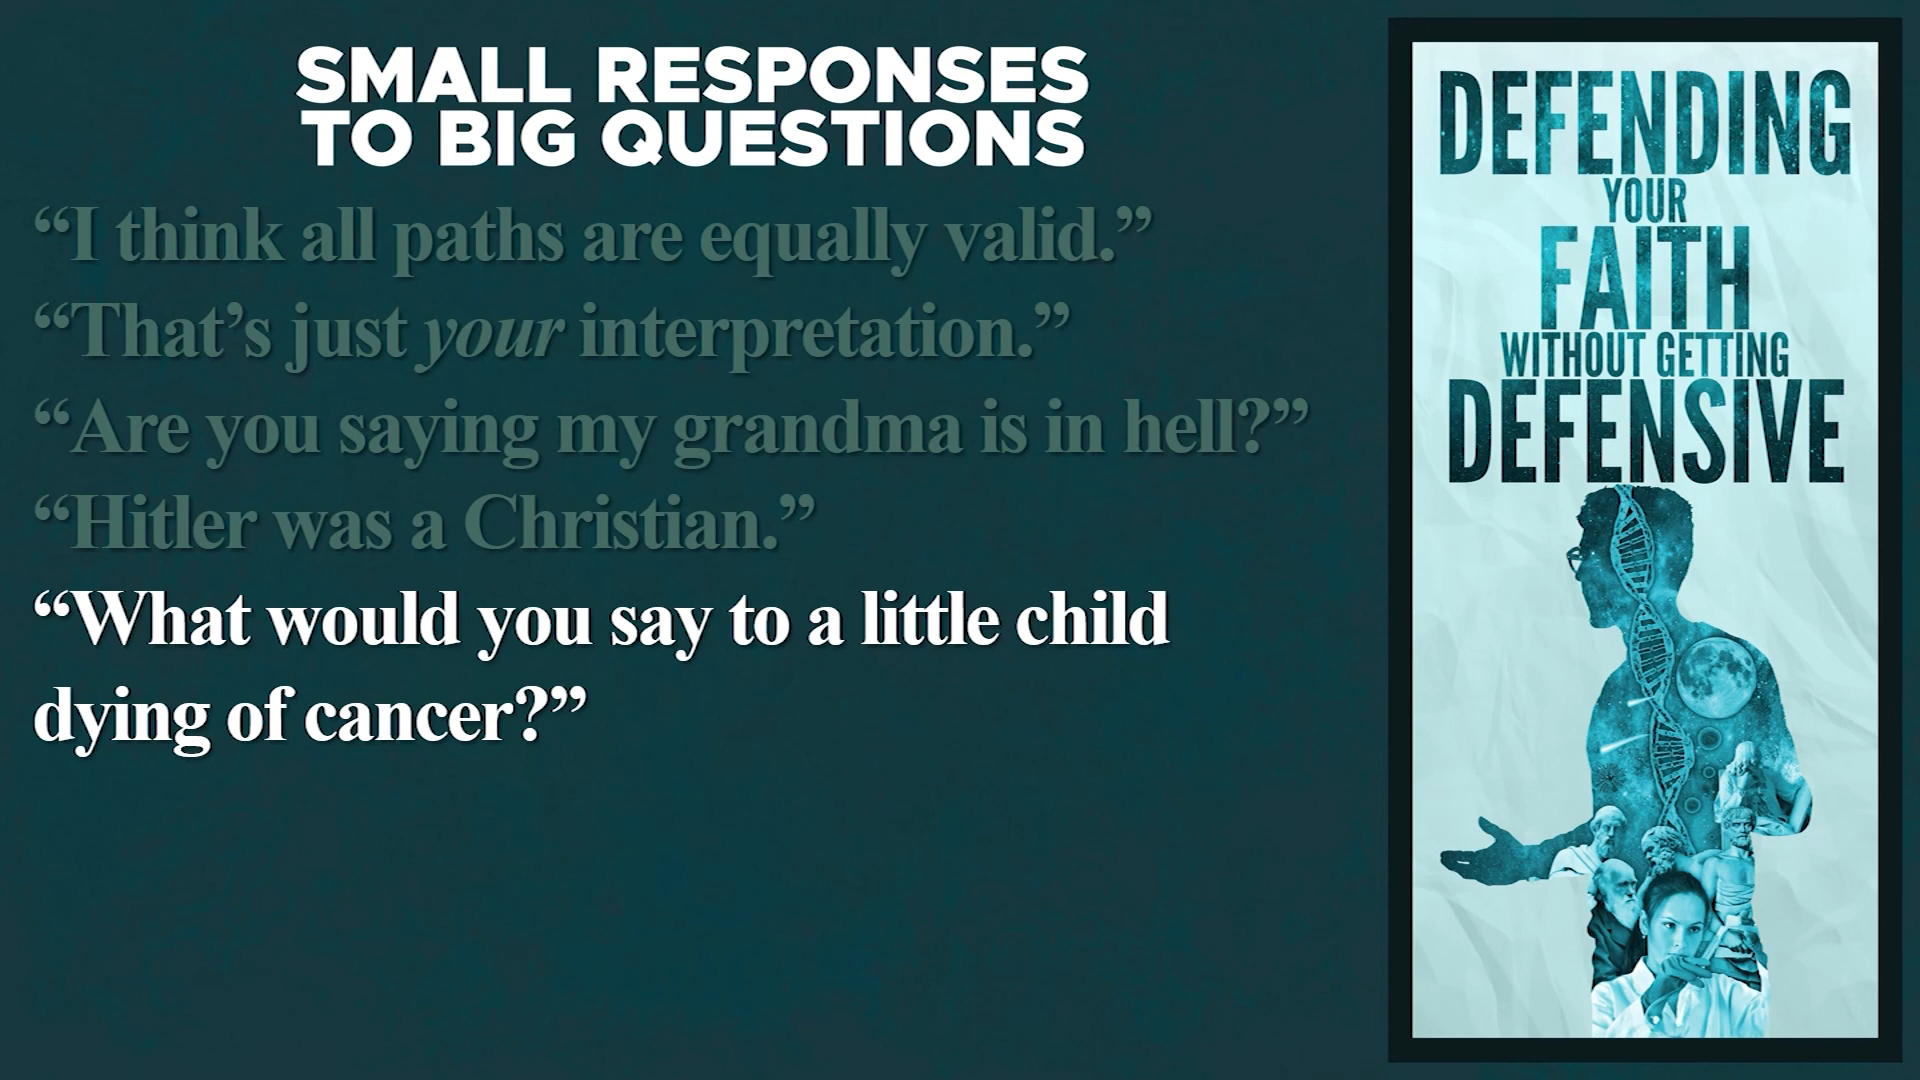 SMALL RESPONSES
TO BIG QUESTIONS
“I think all paths are equally valid.”
“That’s just your interpretation.”
“Are you saying my grandma is in hell?”
“Hitler was a Christian.”
“What would you say to a little child
dying of cancer?”
DEFENDING
YOUR
FAITH
WITHOUT GETTING
DEFENSIVE